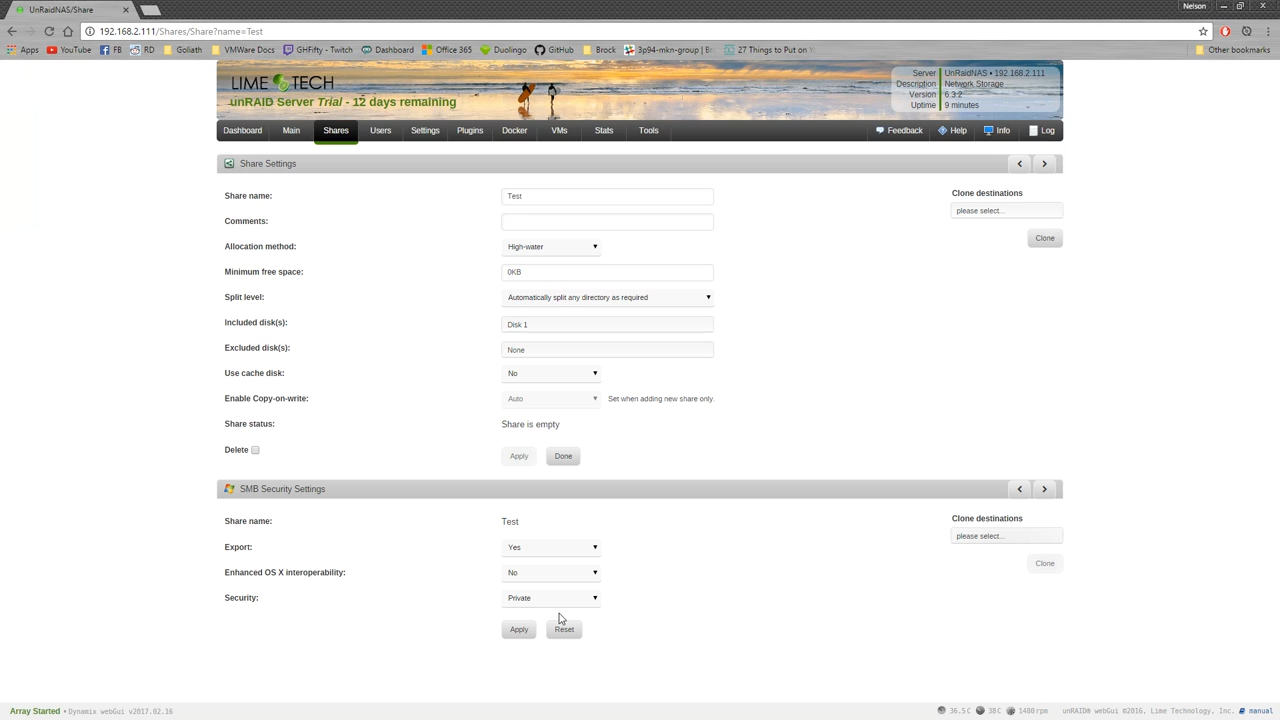 UnRaidNAS/Share
Nelson
192.168.2.111/Shares/Share?name=Test
Apps YouTube FB RD Goliath VMWare Docs GHFifty - Twitch Dashboard Office 365 Duolingo GitHub Brock 3p94-mkn-group | Br 27 Things to Put on Y Other bookmarks
LIME TECH
unRAID Server Trial - 12 days remaining
Server UnRaidNAS • 192.168.2.111
Description Network Storage
Version 6.3.2
Uptime 9 minutes
Dashboard Main Shares Users Settings Plugins Docker VMs Stats Tools Feedback Help Info Log
Share Settings
Share name: Test
Clone destinations
please select...
Clone
Comments:
Allocation method: High-water
Minimum free space: 0KB
Split level: Automatically split any directory as required
Included disk(s): Disk 1
Excluded disk(s): None
Use cache disk: No
Enable Copy-on-write: Auto Set when adding new share only.
Share status: Share is empty
Delete Apply Done
SMB Security Settings
Share name: Test
Clone destinations
please select...
Clone
Export: Yes
Enhanced OS X interoperability: No
Security: Private
Apply Reset
Array Started • Dynamix webGui v2017.02.16 36.5 C 38 C 1480 rpm unRAID® webGui ©2016, Lime Technology, Inc. manual